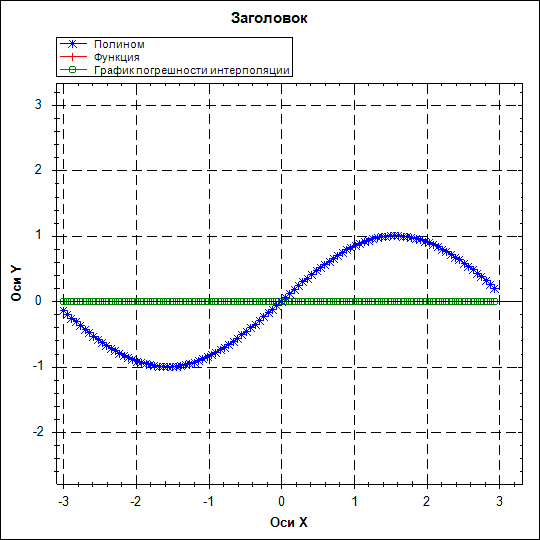 Заголовок
Полином
Функция
График погрешности интерполяции
3
2
1
0
-1
-2
Оси Y
-3 -2 -1 0 1 2 3
Оси X